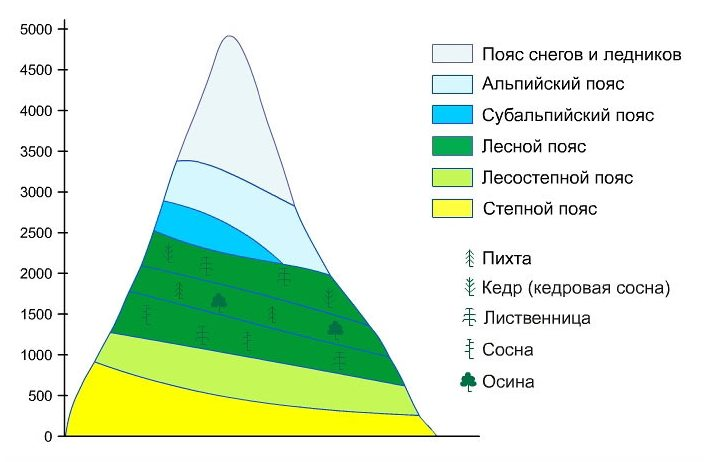 5000
4500
4000
3500
3000
2500
2000
1500
1000
500
0
Пояс снегов и ледников
Альпийский пояс
Субальпийский пояс
Лесной пояс
Лесостепной пояс
Степной пояс
Пихта
Кедр (кедровая сосна)
Лиственница
Сосна
Осина